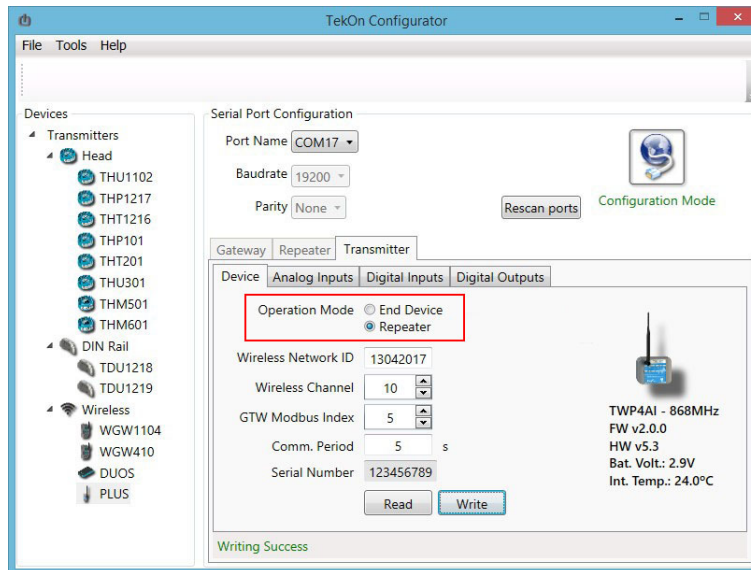 TekOn Configurator
File Tools Help
Devices
Transmitters
Head
THU1102
THP1217
THT1216
THP101
THT201
THU301
THM501
THM601
DIN Rail
TDU1218
TDU1219
Wireless
WGW1104
WGW410
DUOS
PLUS
Serial Port Configuration
Port Name COM17
Baudrate 19200
Parity None
Rescan ports
Configuration Mode
Gateway Repeater Transmitter
Device Analog Inputs Digital Inputs Digital Outputs
Operation Mode End Device
Repeater
Wireless Network ID 13042017
Wireless Channel 10
GTW Modbus Index 5
Comm. Period 5 s
Serial Number 123456789
Read Write
TWP4AI - 868MHz
FW v2.0.0
HW v5.3
Bat. Volt.: 2.9V
Int. Temp.: 24.0ºC
Writing Success